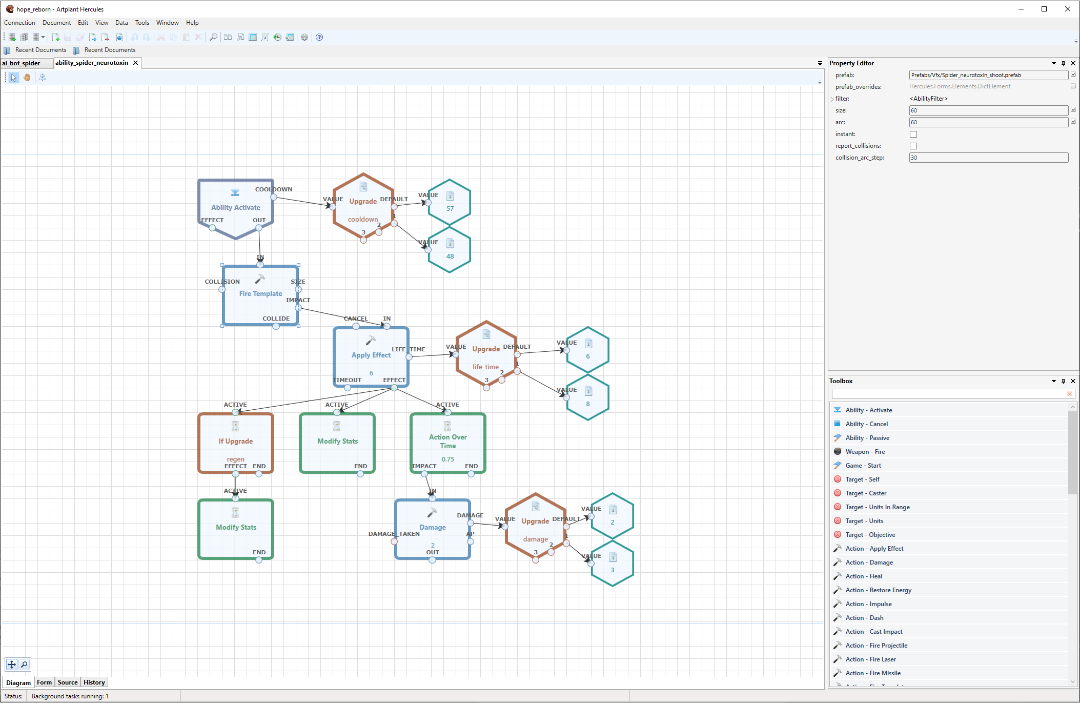 hope_reborn - Artplant Hercules
Connection Document Edit View Data Tools Window Help
Recent Documents Recent Documents
ai_bot_spider ability_spider_neurotoxin
Property Editor
prefab: Prefabs/Vfx/Spider_neurotoxin_shoot.prefab
prefab_overrides: Hercules.Forms.Elements.DictElement
filter: <AbilityFilter>
size: 60
arc: 60
instant:
report_collisions:
collision_arc_step: 30
COOLDOWN
Ability Activate
EFFECT OUT
VALUE Upgrade DEFAULT
cooldown
1
2
3
VALUE
57
VALUE
48
IN
COLLISION SIZE
Fire Template
IMPACT
COLLIDE
CANCEL IN
Apply Effect LIFE_TIME
6
TIMEOUT EFFECT
VALUE Upgrade DEFAULT
life_time
1
2
3
VALUE
6
VALUE
8
ACTIVE ACTIVE ACTIVE
If Upgrade Modify Stats Action Over
Time
regen 0.75
EFFECT END END IMPACT END
ACTIVE
Modify Stats
END
IN
DAMAGE
Damage
DAMAGE_TAKEN AP
2
OUT
VALUE Upgrade DEFAULT
damage
1
2
3
VALUE
2
VALUE
3
Toolbox
Ability - Activate
Ability - Cancel
Ability - Passive
Weapon - Fire
Game - Start
Target - Self
Target - Caster
Target - Units In Range
Target - Units
Target - Objective
Action - Apply Effect
Action - Damage
Action - Heal
Action - Restore Energy
Action - Impulse
Action - Dash
Action - Cast Impact
Action - Fire Projectile
Action - Fire Laser
Action - Fire Missile
Diagram Form Source History
Status: Background tasks running: 1